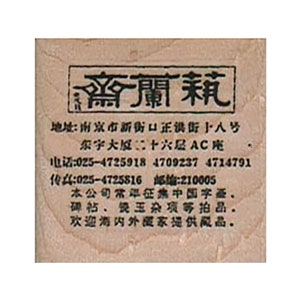 齋蘭藝
地址:南京市新街口正洪街十八号
东宇大厦二十六层AC座
电话:025-4725918 4709237 4714791
传真:025-4725816 邮编:210005
本公司常年征集中国字画、
碑帖、瓷玉杂项等拍品。
欢迎海内外藏家提供藏品。